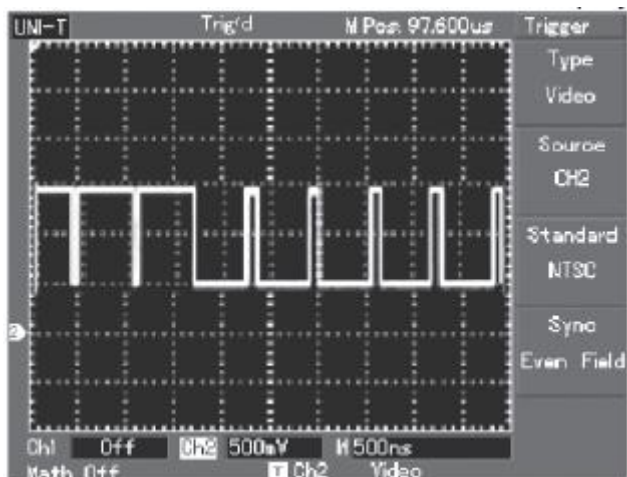 UNI-T Trig'd M Pos: 97.600us Trigger
Type
Video
Source
CH2
Standard
NTSC
Sync
2
Even Field
Ch1 Off Ch2 500mV M 500ns
Math Off T Ch2 Video